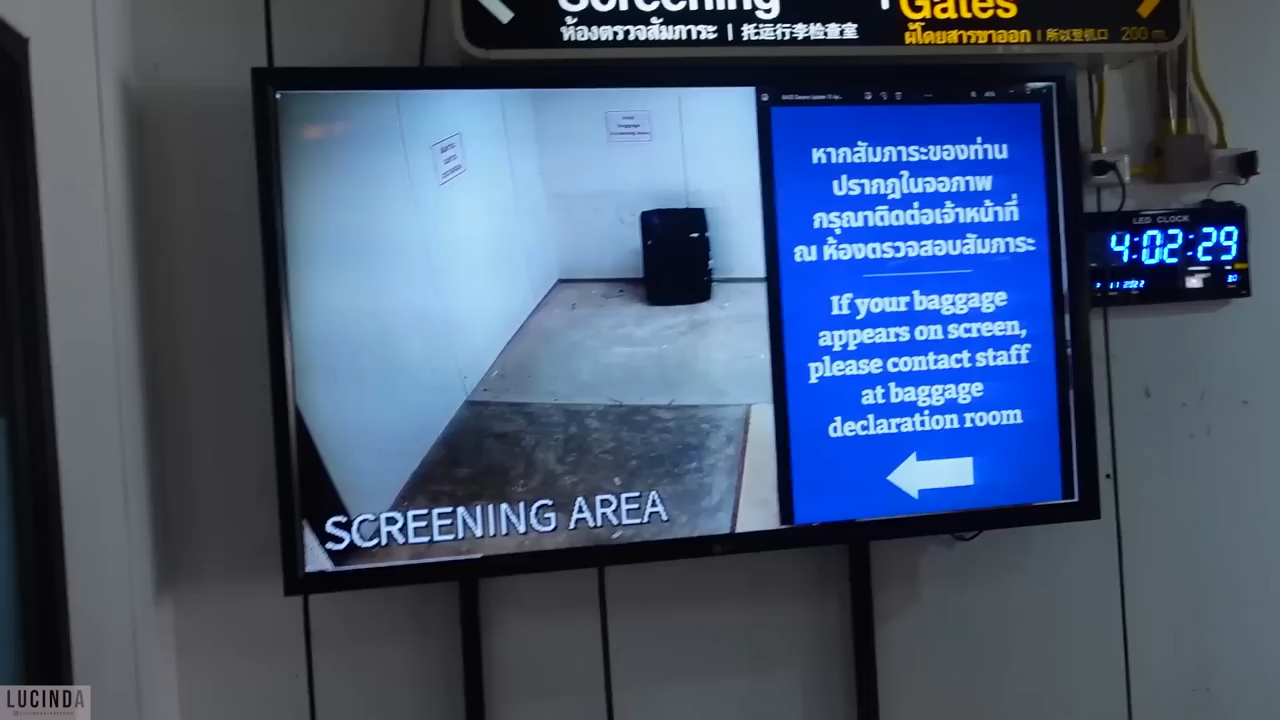 Screening
Gates
ห้องตรวจสัมภาระ | 托运行李检查室
ผู้โดยสารขาออก | 所以登机口 200 m.
หากสัมภาระของท่าน
ปรากฎในจอภาพ
กรุณาติดต่อเจ้าหน้าที่
ณ ห้องตรวจสอบสัมภาระ
If your baggage
appears on screen,
please contact staff
at baggage
declaration room
SCREENING AREA
LED CLOCK
4:02:29
LUCINDA